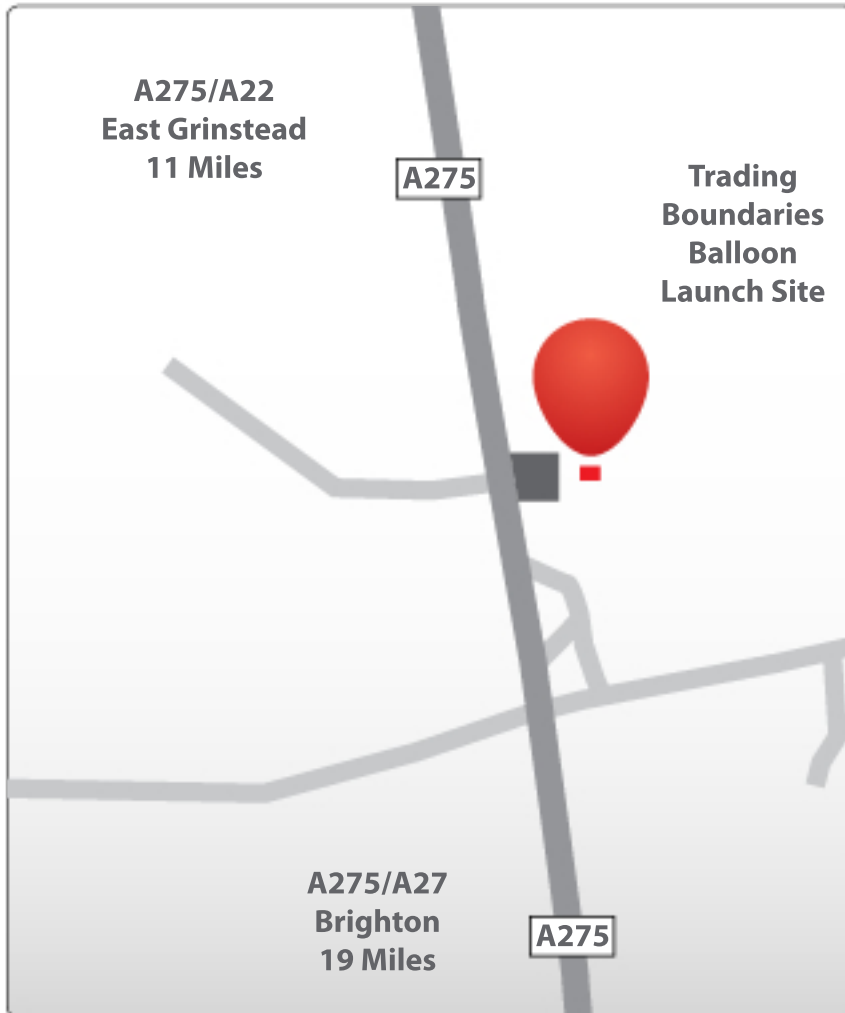 A275/A22
East Grinstead
11 Miles
A275
Trading
Boundaries
Balloon
Launch Site
A275/A27
Brighton
19 Miles
A275